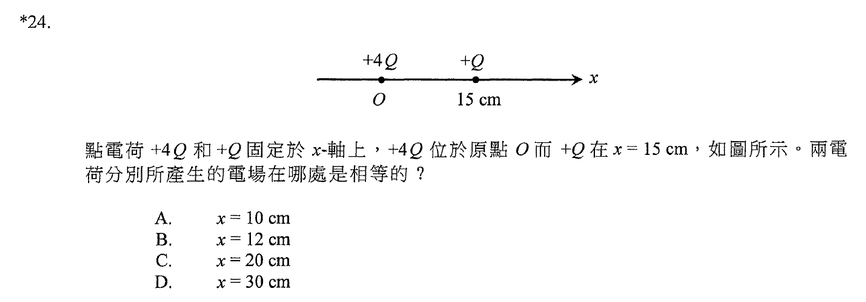 *24.
+4Q +Q
x
O 15 cm
點電荷 +4Q 和 +Q 固定於 x-軸上，+4Q 位於原點 O 而 +Q 在 x = 15 cm，如圖所示。兩電
荷分別所產生的電場在哪處是相等的？
A. x = 10 cm
B. x = 12 cm
C. x = 20 cm
D. x = 30 cm